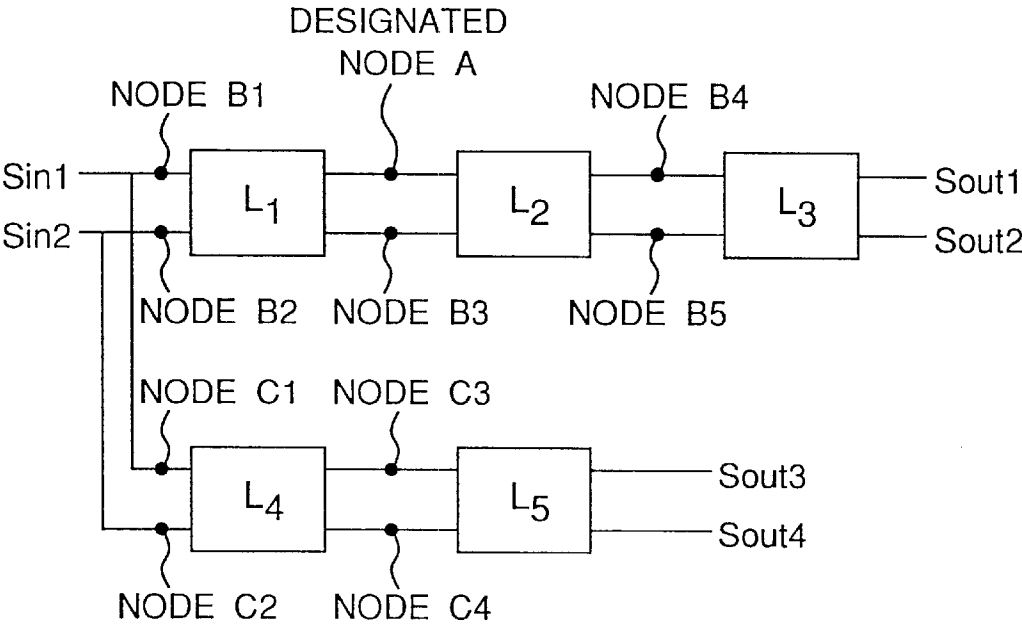 DESIGNATED
NODE A
NODE B1
NODE B4
Sin1
L1
L2
L3
Sout1
Sin2
Sout2
NODE B2
NODE B3
NODE B5
NODE C1
NODE C3
L4
L5
Sout3
Sout4
NODE C2
NODE C4